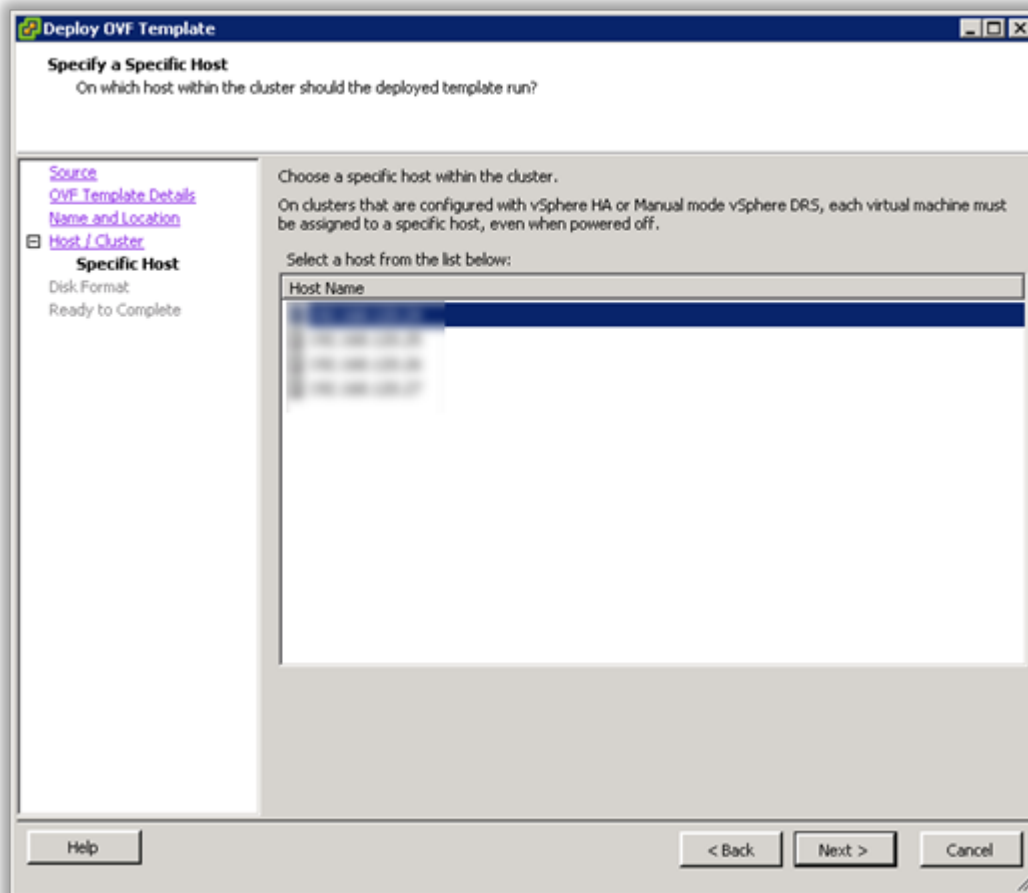 Deploy OVF Template
Specify a Specific Host
On which host within the cluster should the deployed template run?
Source
OVF Template Details
Name and Location
Host / Cluster
Specific Host
Disk Format
Ready to Complete
Choose a specific host within the cluster.
On clusters that are configured with vSphere HA or Manual mode vSphere DRS, each virtual machine must
be assigned to a specific host, even when powered off.
Select a host from the list below:
Host Name
Help
< Back
Next >
Cancel